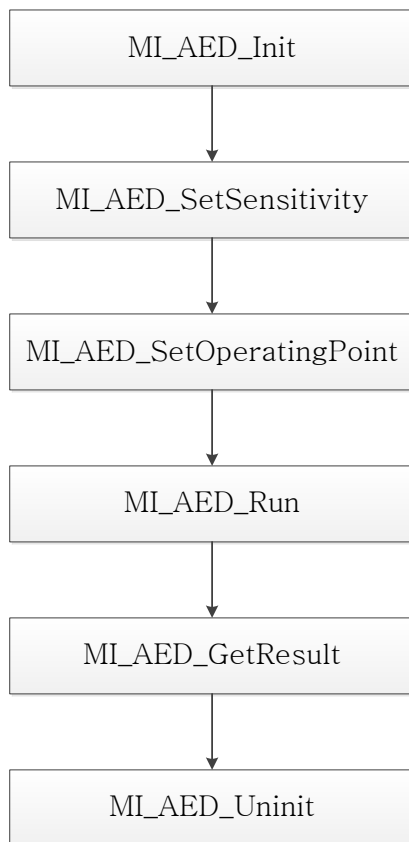 MI_AED_Init
MI_AED_SetSensitivity
MI_AED_SetOperatingPoint
MI_AED_Run
MI_AED_GetResult
MI_AED_Uninit